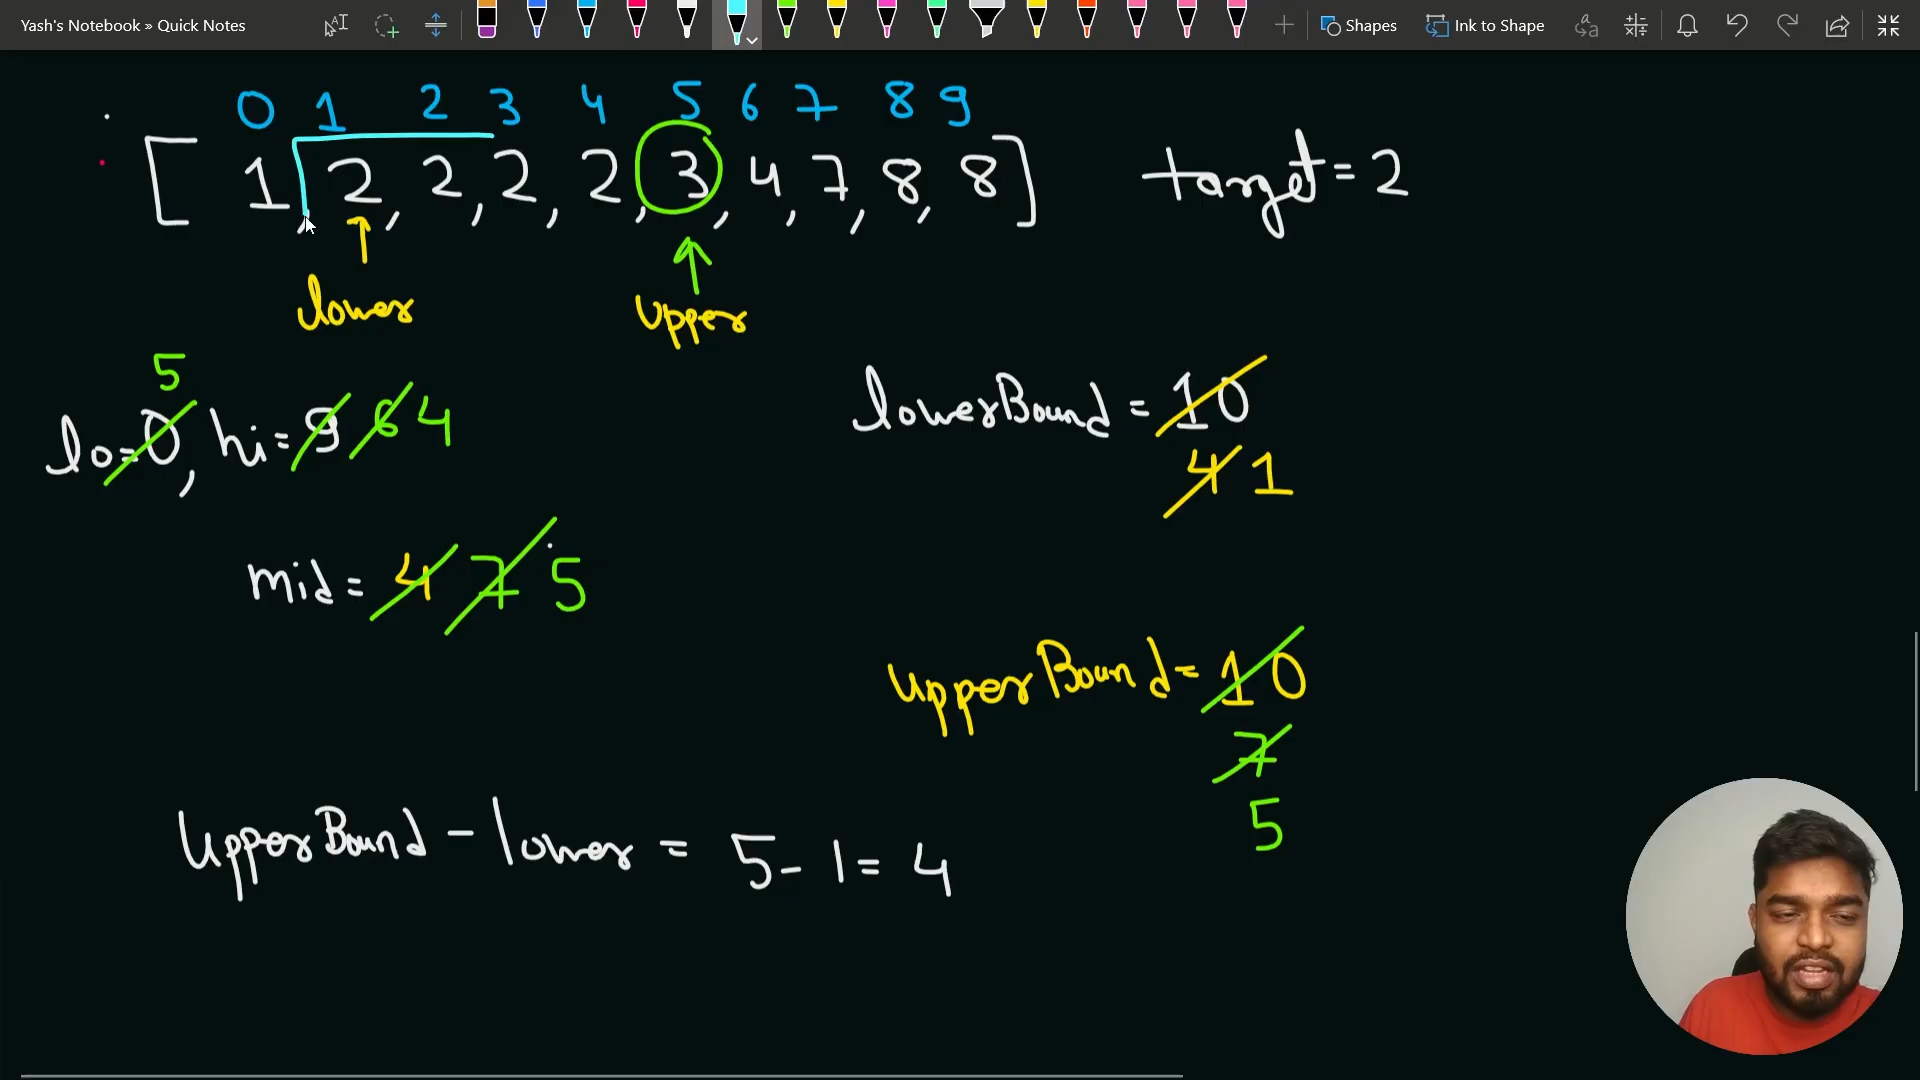 Yash's Notebook » Quick Notes
Shapes
Ink to Shape
0 1 2 3 4 5 6 7 8 9
[ 1, 2, 2, 2, 2, 3, 4, 7, 8, 8 ] target = 2
lower
upper
5
lo = 0, hi = 9 6 4
lowerBound = 10
4 1
mid = 4 7 5
upperBound = 10
7
5
UpperBound - lower = 5 - 1 = 4